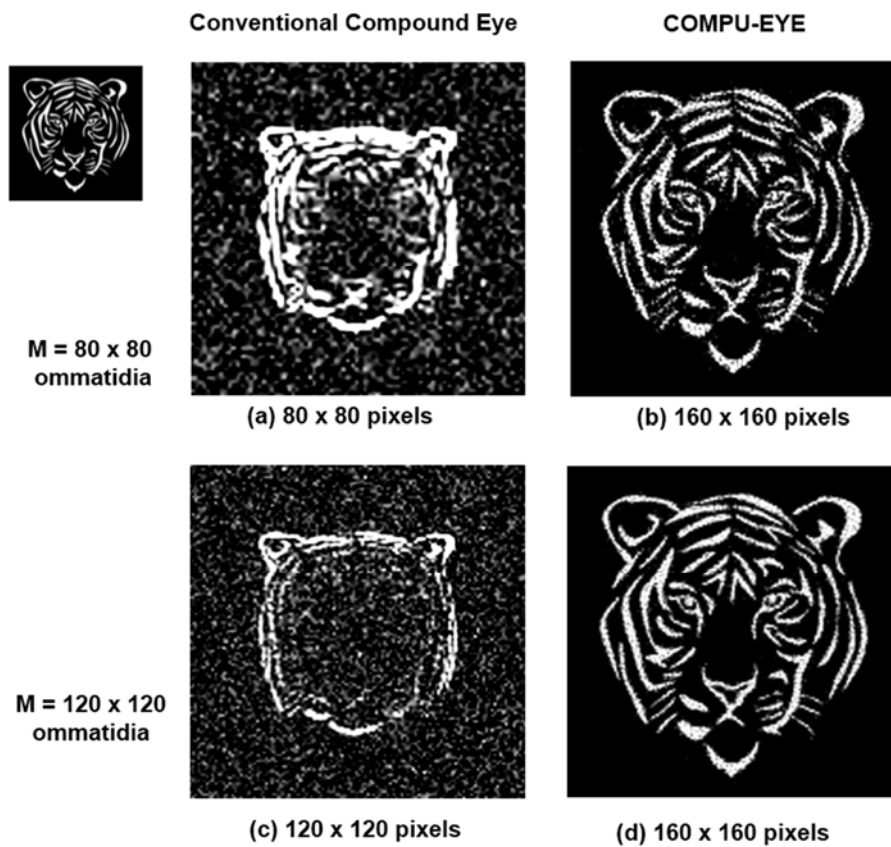 Conventional Compound Eye
COMPU-EYE
M = 80 x 80
ommatidia
(a) 80 x 80 pixels
(b) 160 x 160 pixels
M = 120 x 120
ommatidia
(c) 120 x 120 pixels
(d) 160 x 160 pixels